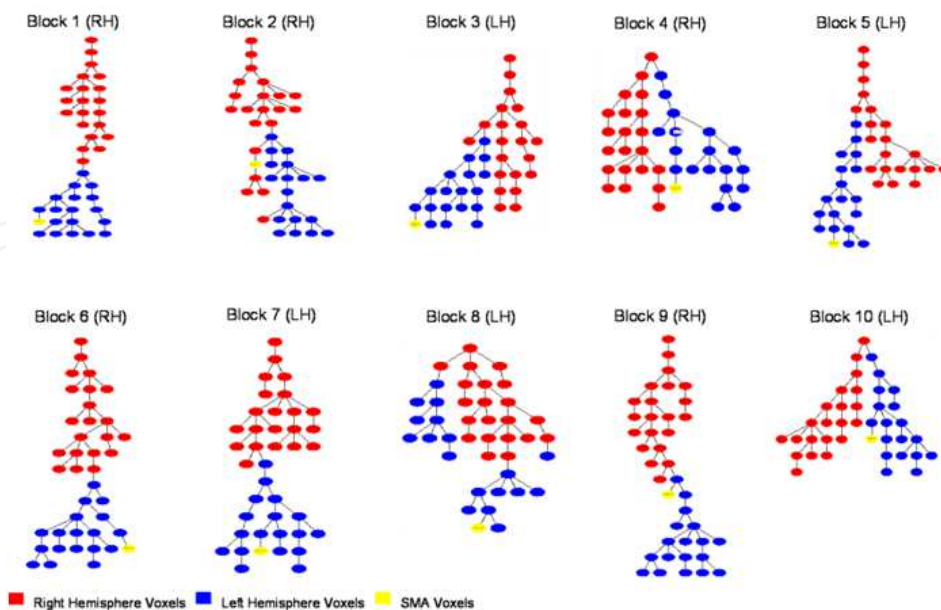 Block 1 (RH)
Block 2 (RH)
Block 3 (LH)
Block 4 (RH)
Block 5 (LH)
Block 6 (RH)
Block 7 (LH)
Block 8 (LH)
Block 9 (RH)
Block 10 (LH)
Right Hemisphere Voxels
Left Hemisphere Voxels
SMA Voxels